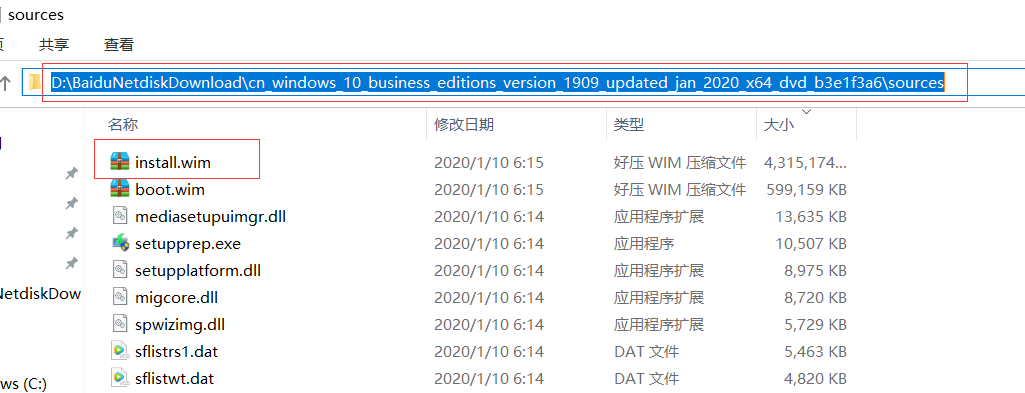 sources
共享 查看
D:\BaiduNetdiskDownload\cn_windows_10_business_editions_version_1909_updated_jan_2020_x64_dvd_b3e1f3a6\sources
名称 修改日期 类型 大小
install.wim 2020/1/10 6:15 好压 WIM 压缩文件 4,315,174...
boot.wim 2020/1/10 6:15 好压 WIM 压缩文件 599,159 KB
mediasetupuimgr.dll 2020/1/10 6:14 应用程序扩展 13,635 KB
setupprep.exe 2020/1/10 6:14 应用程序 10,507 KB
setupplatform.dll 2020/1/10 6:14 应用程序扩展 8,975 KB
migcore.dll 2020/1/10 6:14 应用程序扩展 8,720 KB
NetdiskDow
spwizimg.dll 2020/1/10 6:14 应用程序扩展 5,729 KB
sflistrs1.dat 2020/1/10 6:14 DAT 文件 5,463 KB
sflistwt.dat 2020/1/10 6:14 DAT 文件 4,820 KB
ws (C:)